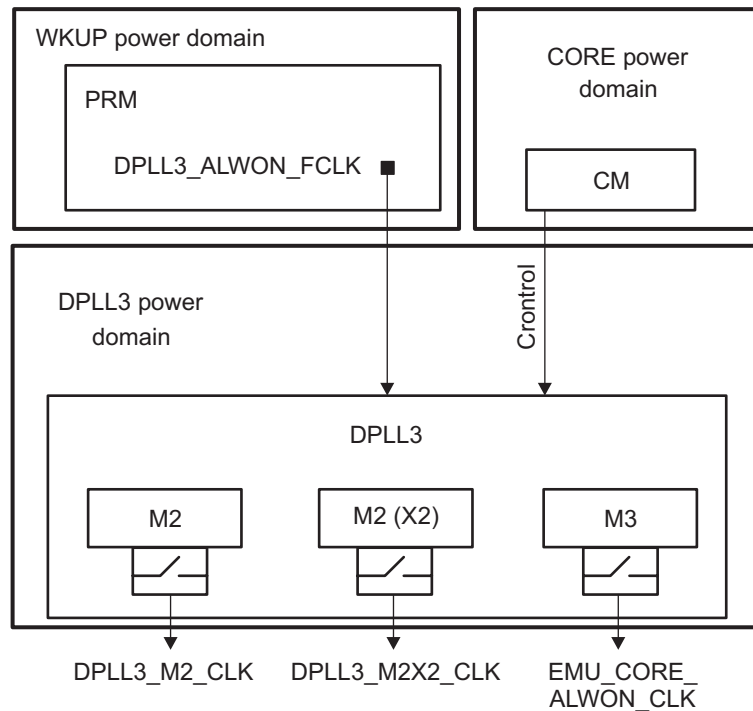 WKUP power domain
PRM
DPLL3_ALWON_FCLK
CORE power
domain
CM
DPLL3 power
domain
Crontrol
DPLL3
M2
M2 (X2)
M3
DPLL3_M2_CLK
DPLL3_M2X2_CLK
EMU_CORE_
ALWON_CLK